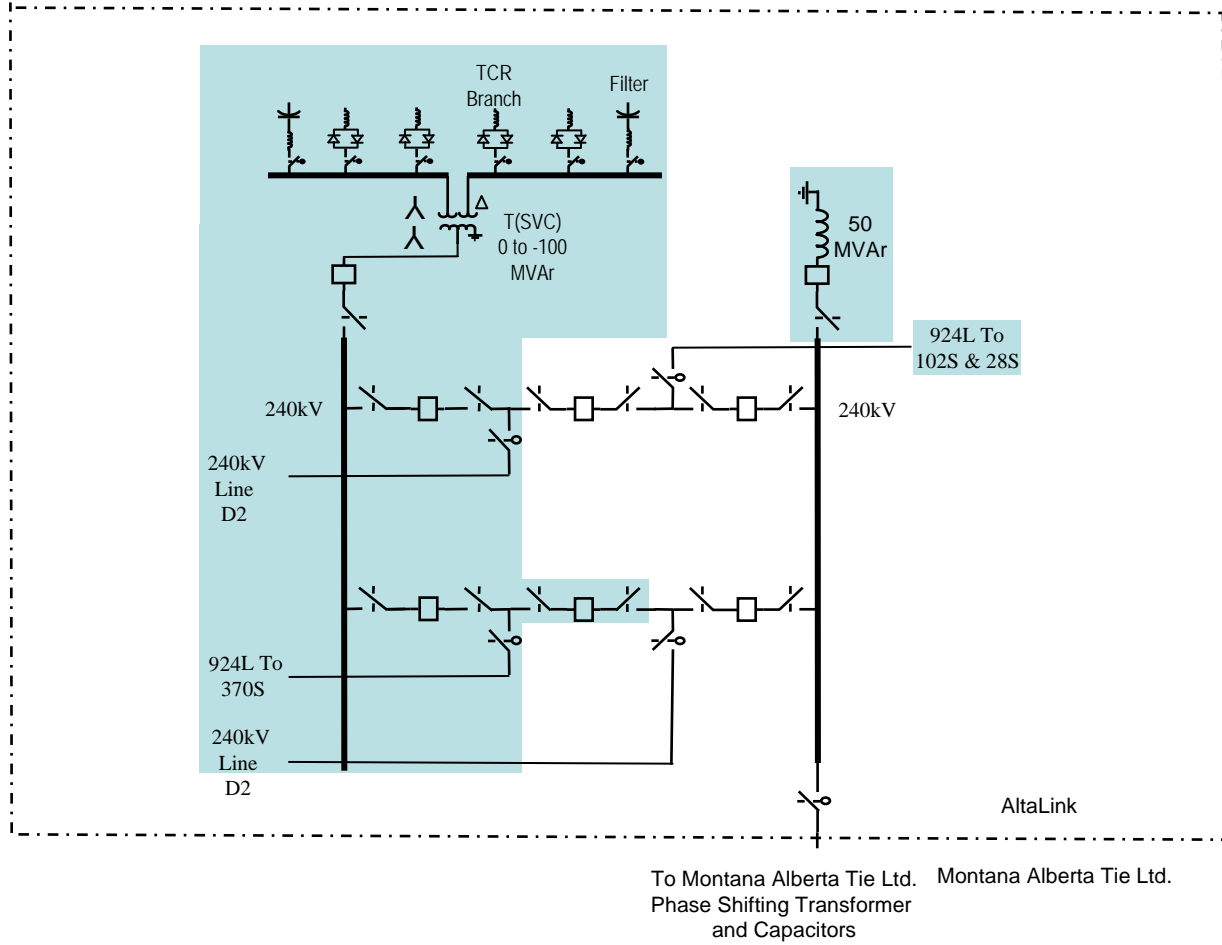 TCR
Branch
Filter
T(SVC)
0 to -100
MVAr
50
MVAr
924L To
102S & 28S
240kV
240kV
240kV
Line
D2
924L To
370S
240kV
Line
D2
AltaLink
To Montana Alberta Tie Ltd.
Phase Shifting Transformer
and Capacitors
Montana Alberta Tie Ltd.